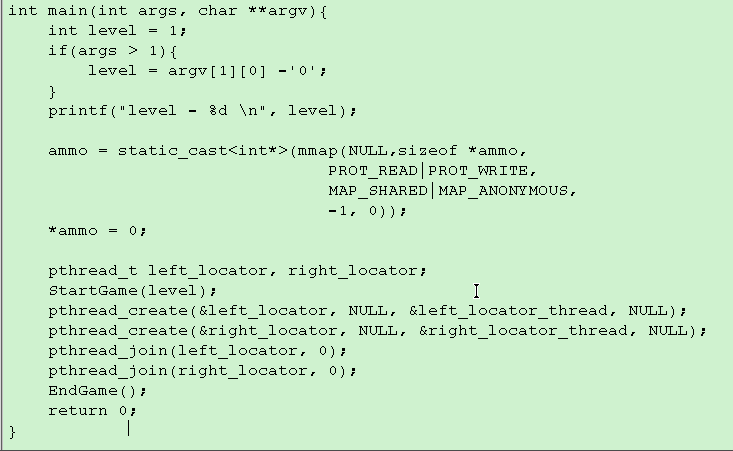 int main(int args, char **argv){
    int level = 1;
    if(args > 1){
        level = argv[1][0] -'0';
    }
    printf("level - %d \n", level);

    ammo = static_cast<int*>(mmap(NULL,sizeof *ammo,
                                PROT_READ|PROT_WRITE,
                                MAP_SHARED|MAP_ANONYMOUS,
                                -1, 0));
    *ammo = 0;

    pthread_t left_locator, right_locator;
    StartGame(level);
    pthread_create(&left_locator, NULL, &left_locator_thread, NULL);
    pthread_create(&right_locator, NULL, &right_locator_thread, NULL);
    pthread_join(left_locator, 0);
    pthread_join(right_locator, 0);
    EndGame();
    return 0;
}